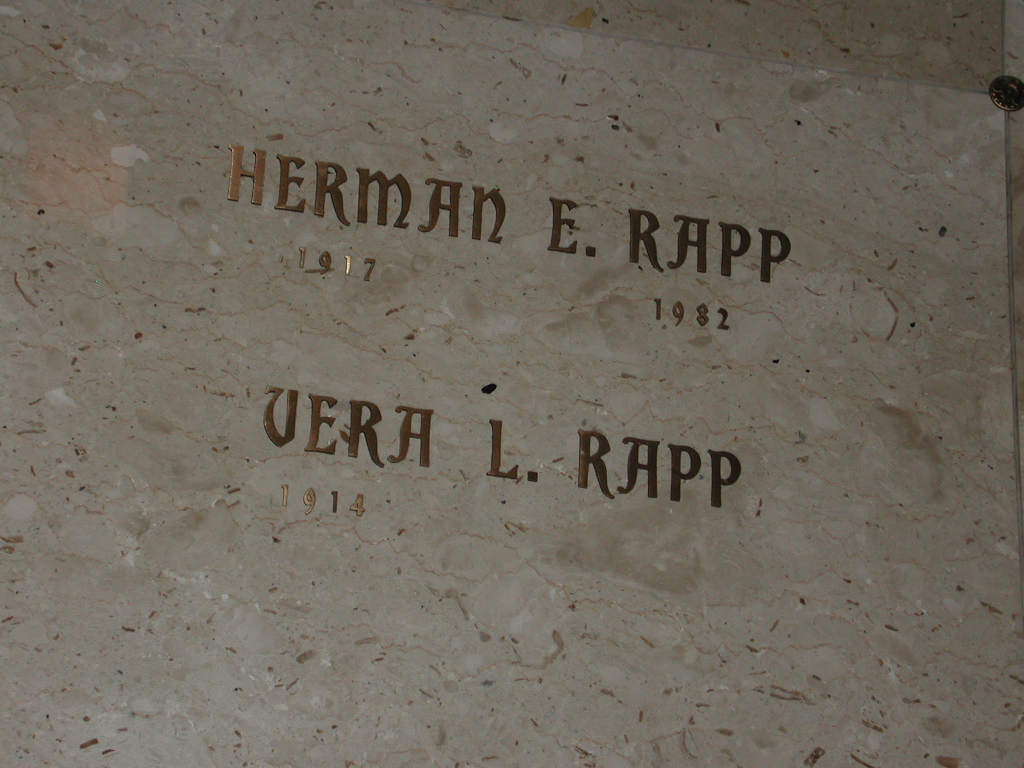 HERMAN E. RAPP
1917
1982
VERA L. RAPP
1914